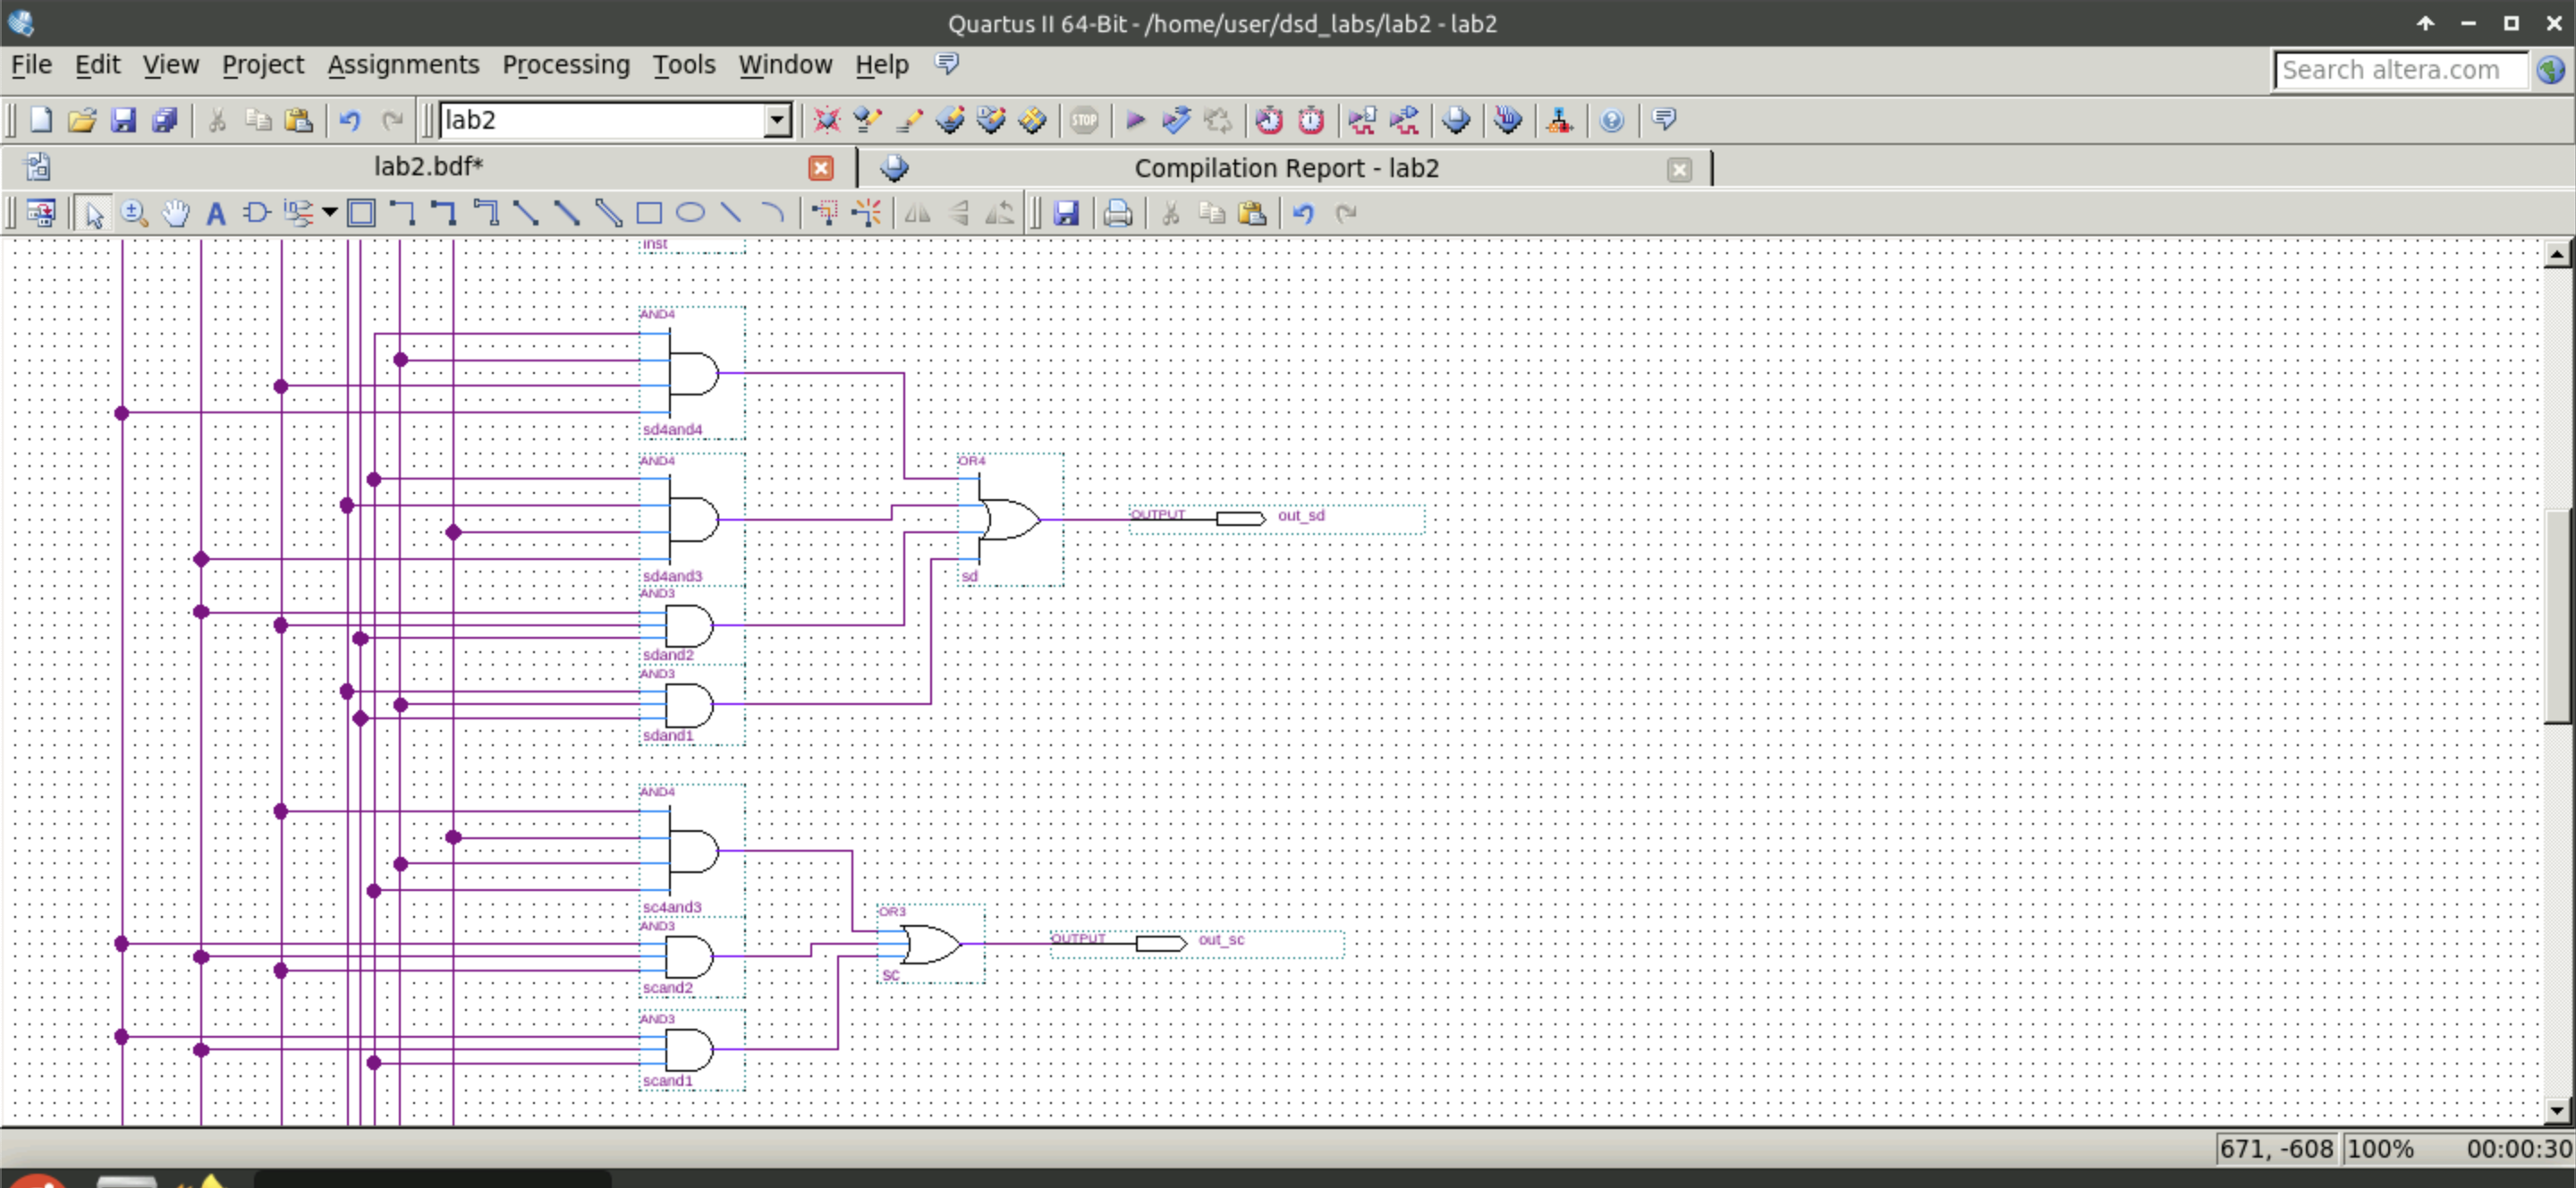 Quartus II 64-Bit - /home/user/dsd_labs/lab2 - lab2
File Edit View Project Assignments Processing Tools Window Help
Search altera.com
lab2
STOP
lab2.bdf*
Compilation Report - lab2
A
inst
AND4
sd4and4
AND4
OR4
OUTPUT
out_sd
sd4and3
sd
AND3
sdand2
AND3
sdand1
AND4
sc4and3
OR3
AND3
OUTPUT
out_sc
sc
scand2
AND3
scand1
671, -608
100%
00:00:30